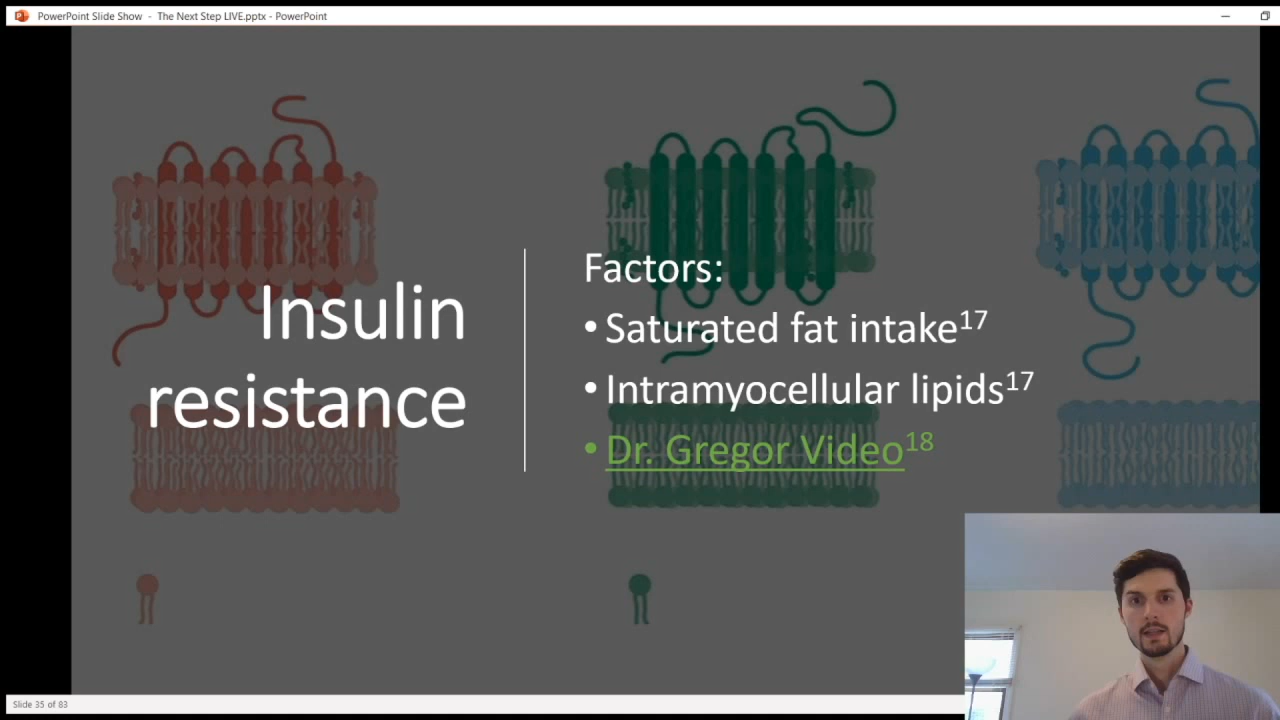 PowerPoint Slide Show - The Next Step LIVE.pptx - PowerPoint
Insulin
resistance
Factors:
• Saturated fat intake17
• Intramyocellular lipids17
• Dr. Gregor Video18
Slide 35 of 83